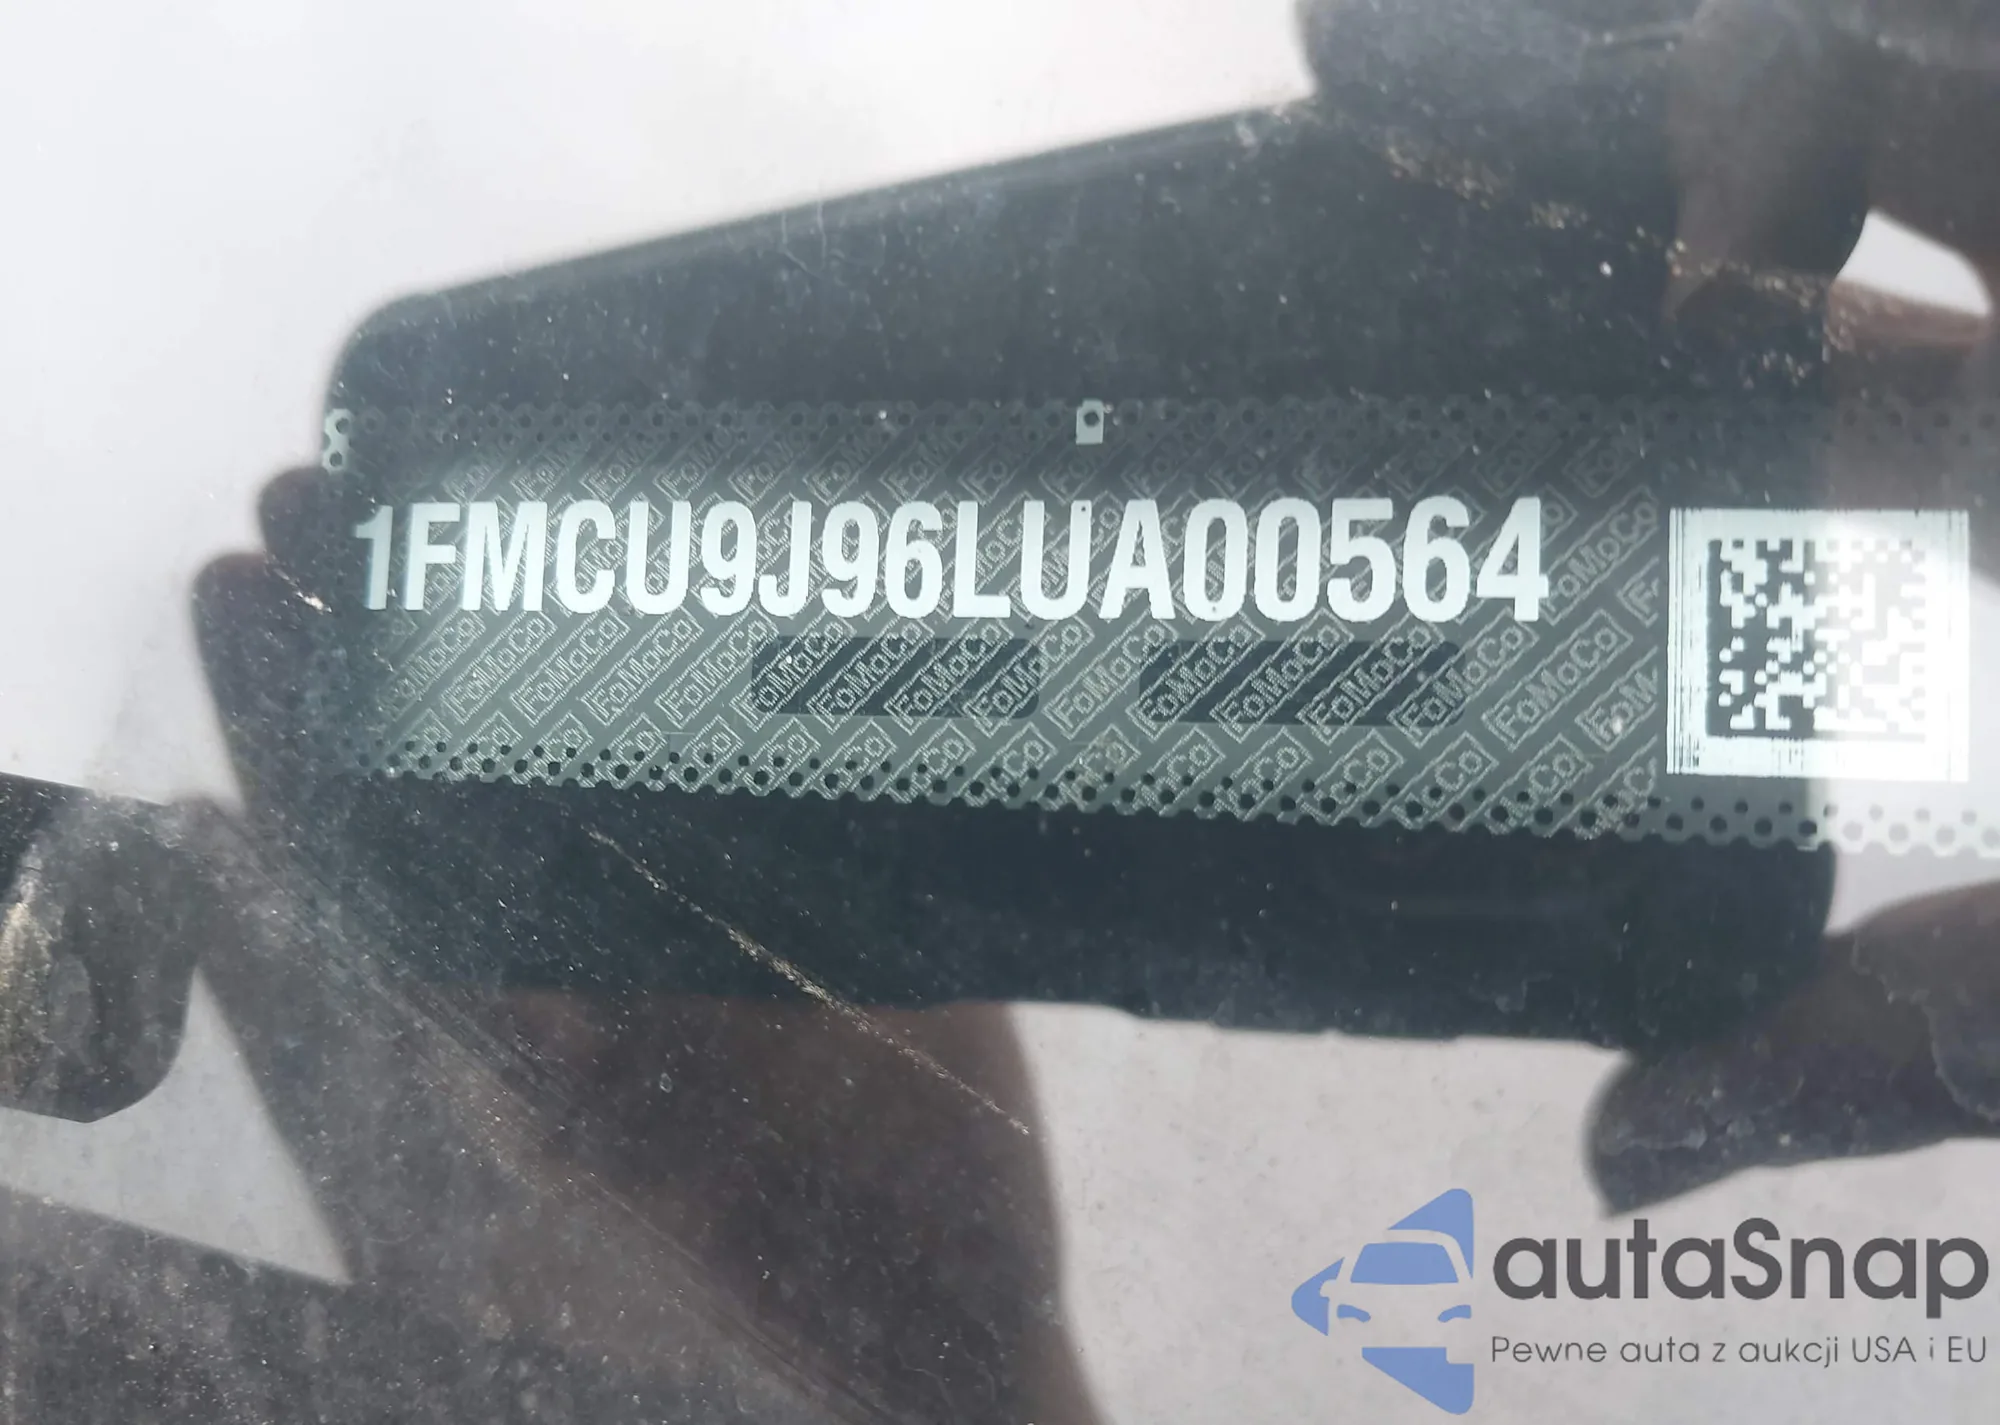 1FMCU9J96LUA00564
FoMoCo
autaSnap
Pewne auta z aukcji USA i EU